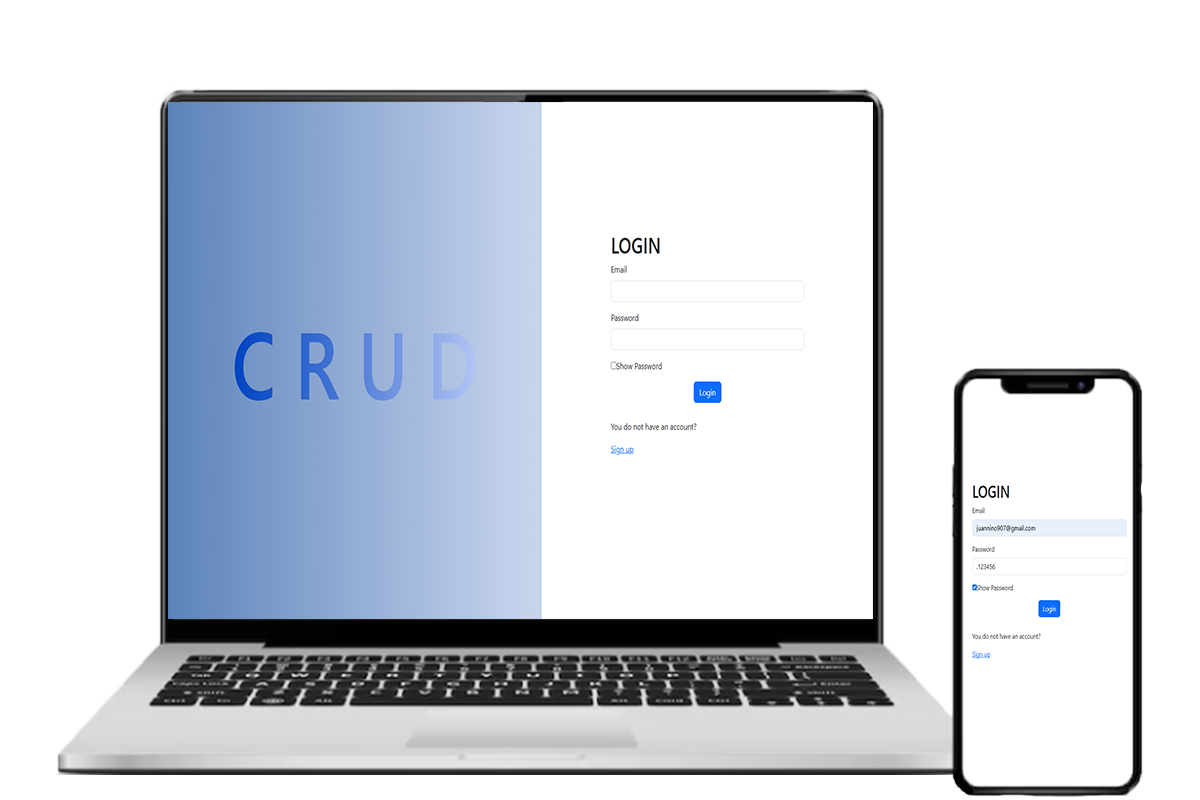 CRUD
LOGIN
Email
Password
Show Password
Login
You do not have an account?
Sign up
LOGIN
Email
juannino907@gmail.com
Password
.123456
Show Password
Login
You do not have an account?
Sign up